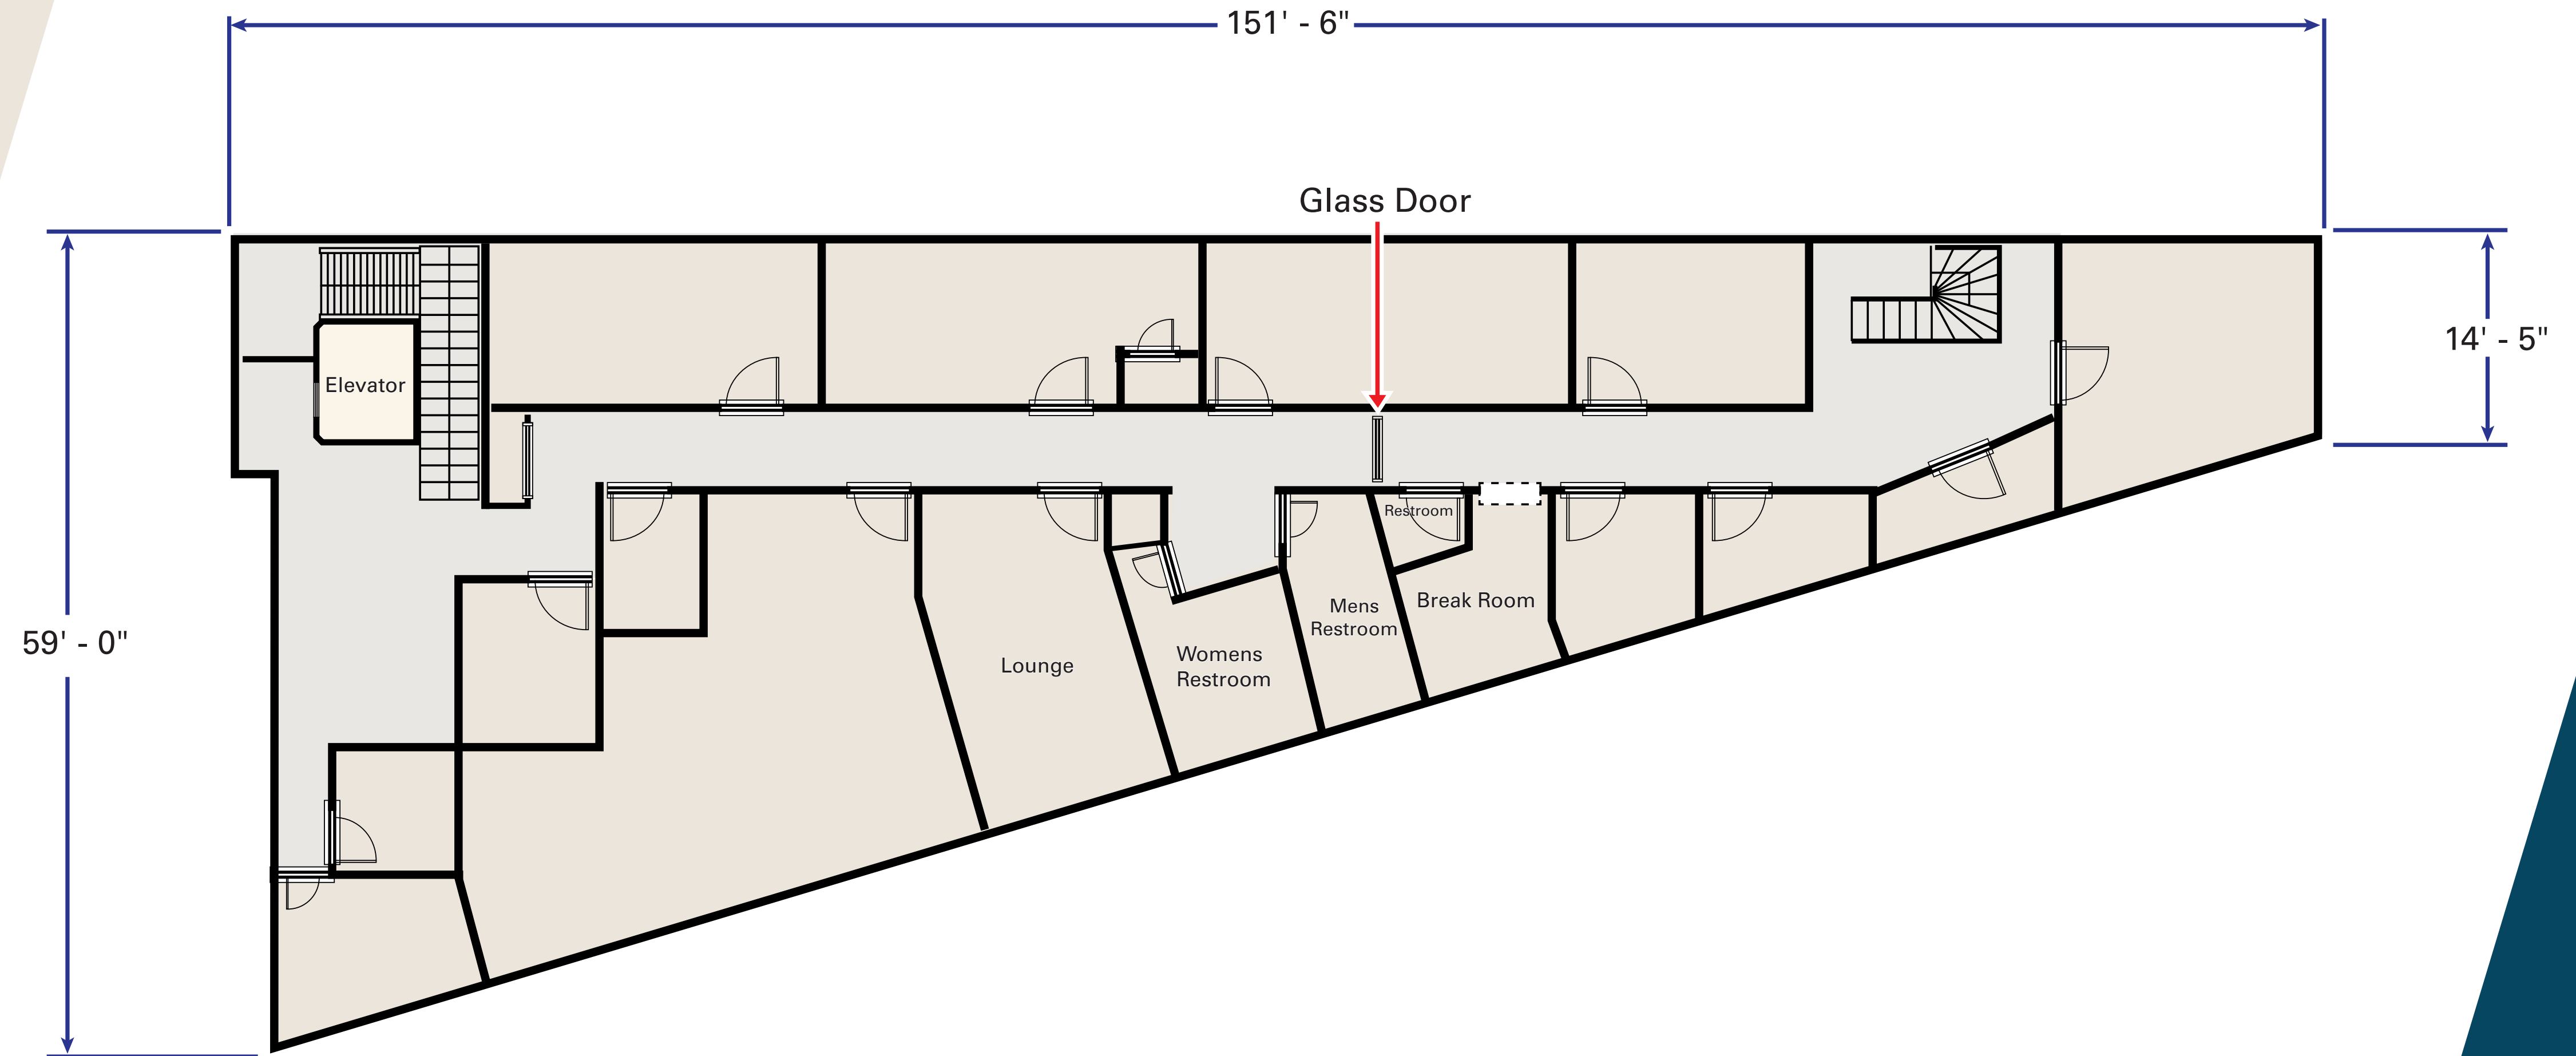 151' - 6"
Glass Door
14' - 5"
Elevator
59' - 0"
Restroom
Break Room
Mens
Restroom
Womens
Restroom
Lounge